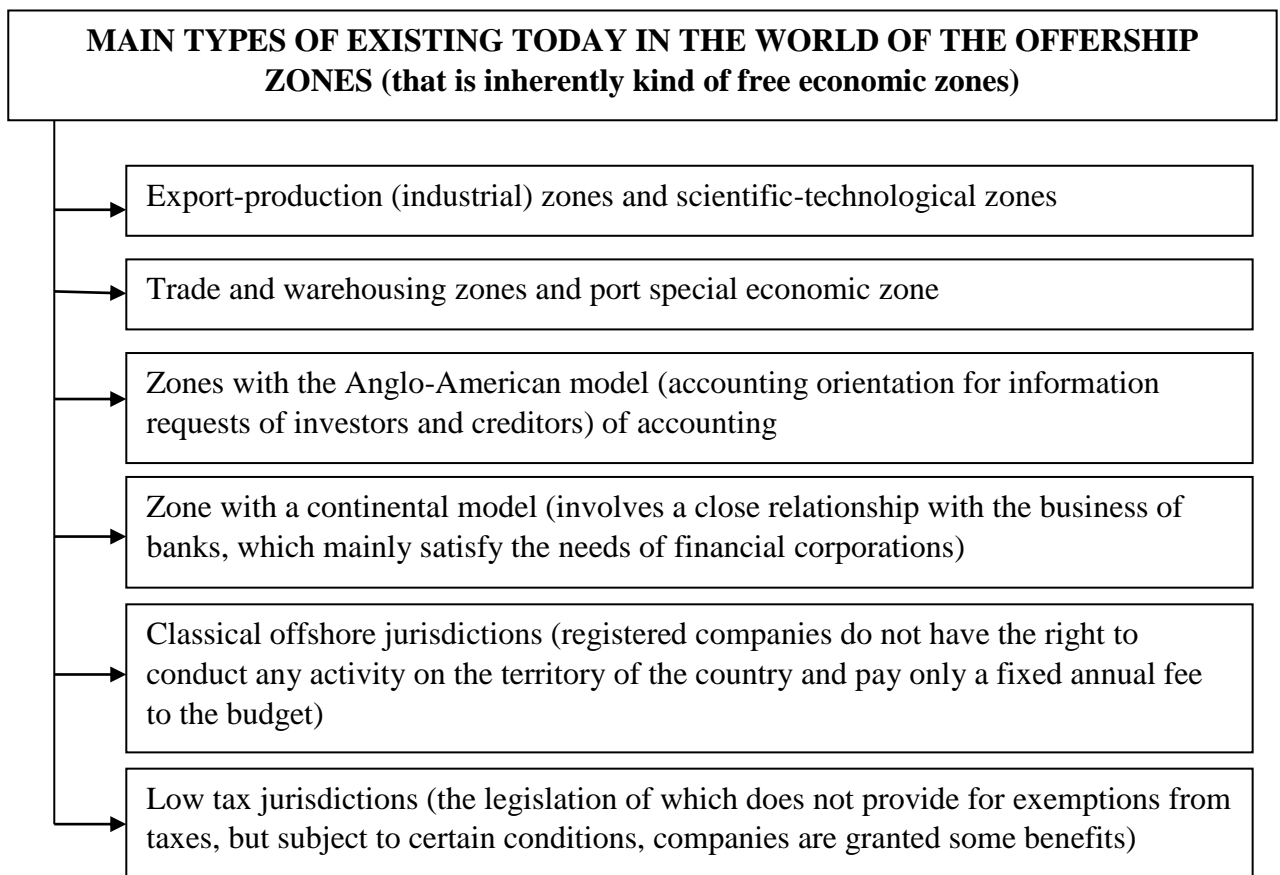 MAIN TYPES OF EXISTING TODAY IN THE WORLD OF THE OFFERSHIP
ZONES (that is inherently kind of free economic zones)
Export-production (industrial) zones and scientific-technological zones
Trade and warehousing zones and port special economic zone
Zones with the Anglo-American model (accounting orientation for information
requests of investors and creditors) of accounting
Zone with a continental model (involves a close relationship with the business of
banks, which mainly satisfy the needs of financial corporations)
Classical offshore jurisdictions (registered companies do not have the right to
conduct any activity on the territory of the country and pay only a fixed annual fee
to the budget)
Low tax jurisdictions (the legislation of which does not provide for exemptions from
taxes, but subject to certain conditions, companies are granted some benefits)